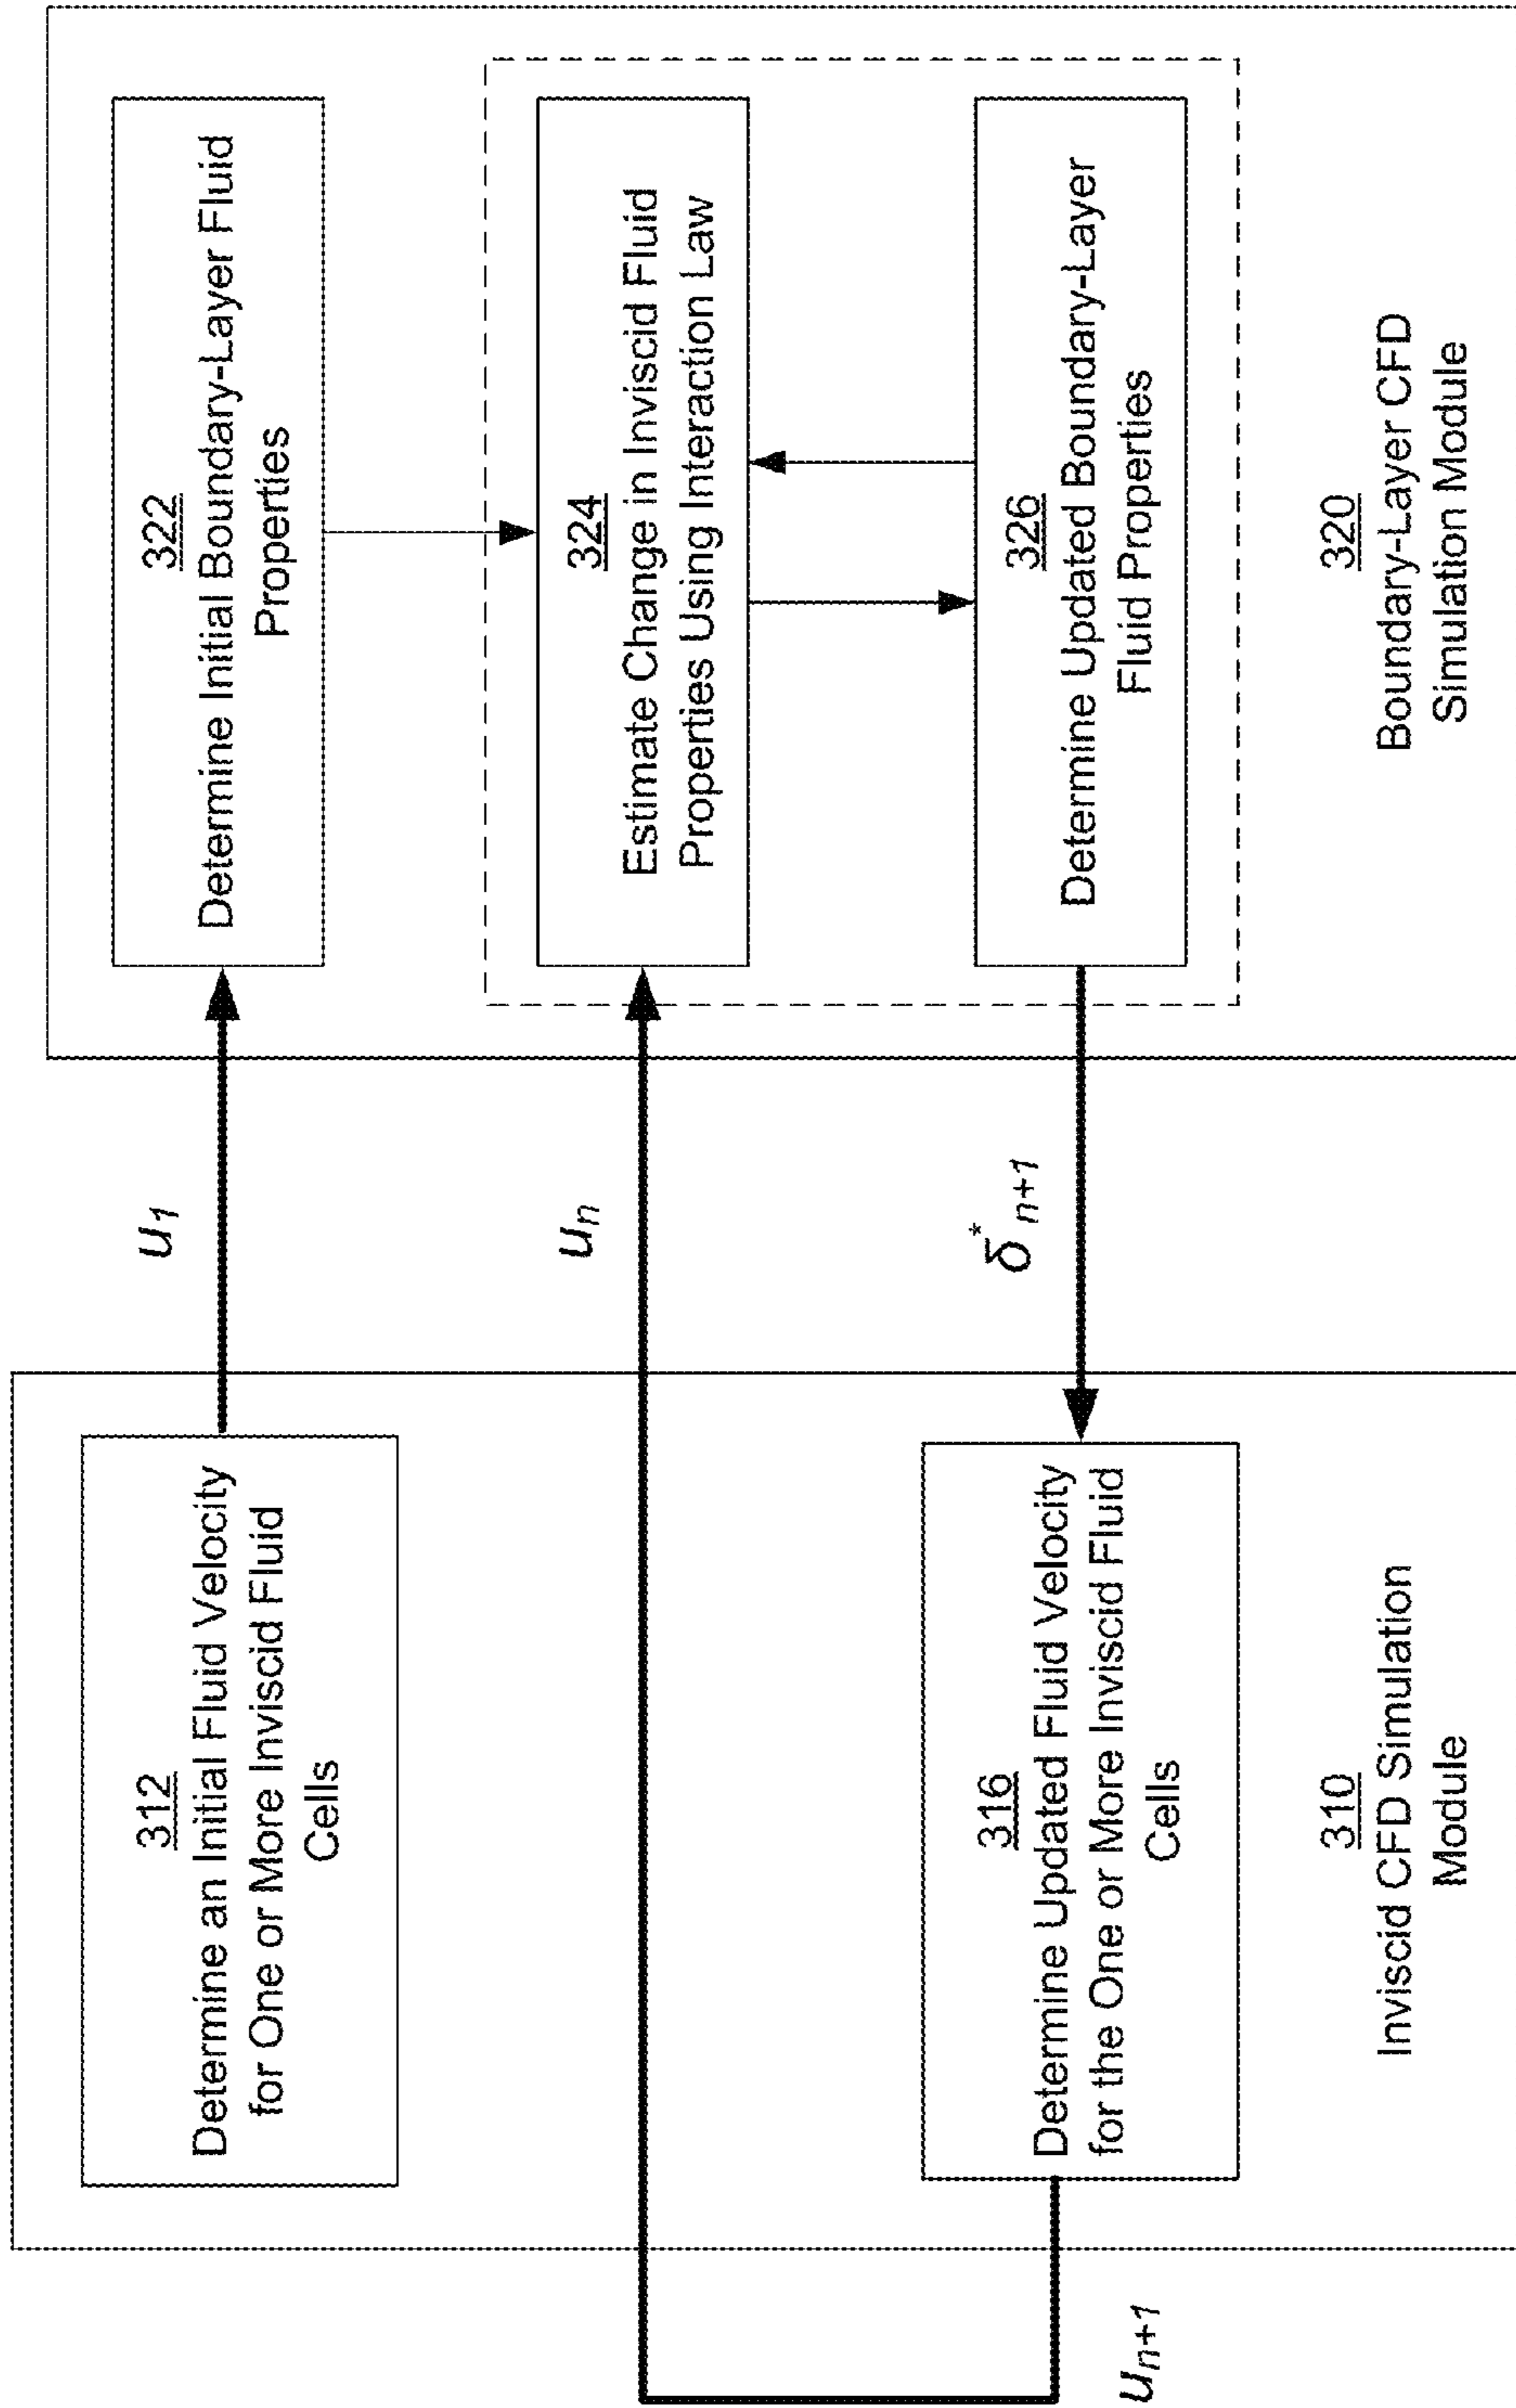 312
Determine an Initial Fluid Velocity
for One or More Inviscid Fluid
Cells
u1
322
Determine Initial Boundary-Layer Fluid
Properties
un
324
Estimate Change in Inviscid Fluid
Properties Using Interaction Law
316
Determine Updated Fluid Velocity
for the One or More Inviscid Fluid
Cells
δ*n+1
326
Determine Updated Boundary-Layer
Fluid Properties
un+1
310
Inviscid CFD Simulation
Module
320
Boundary-Layer CFD
Simulation Module